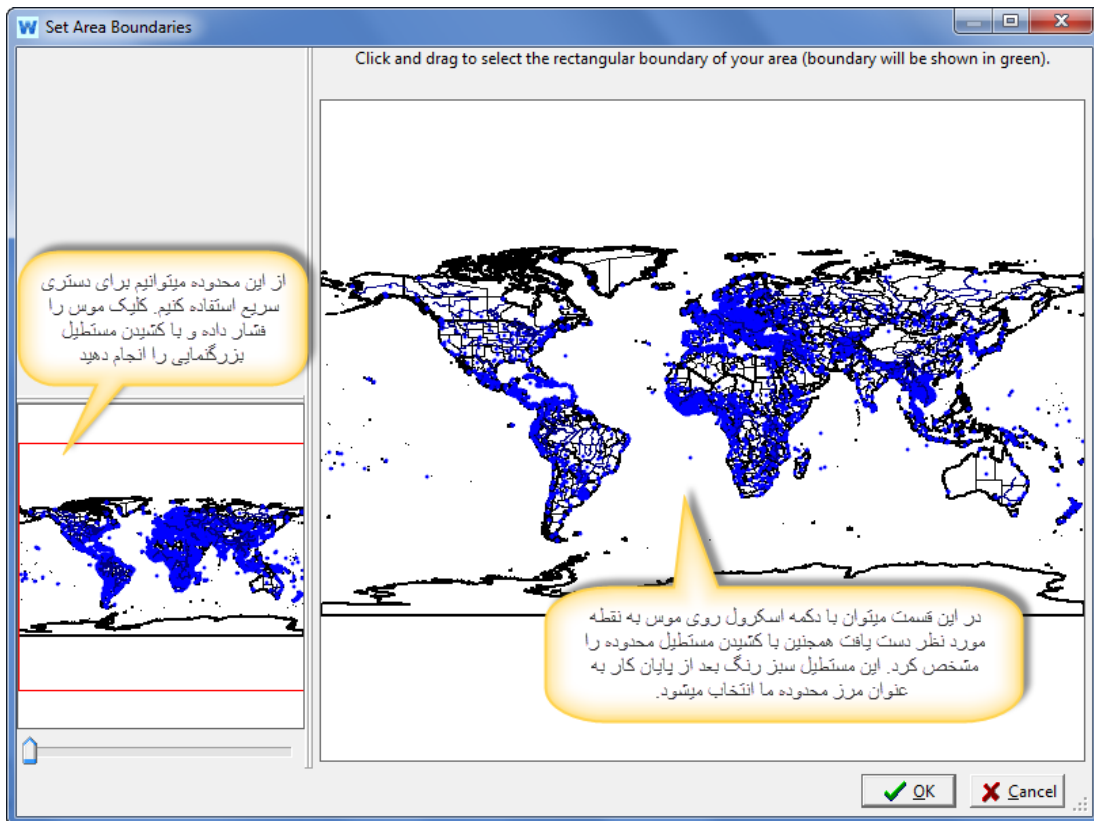 Set Area Boundaries
Click and drag to select the rectangular boundary of your area (boundary will be shown in green).
از این محدوده میتوانیم برای دستری
سریع استفاده کنیم. کلیک موس را
فشار داده و با کشیدن مستطیل
بزرگنمایی را انجام دهید
در این قسمت میتوان با دکمه اسکرول روی موس به نقطه
مورد نظر دست یافت همچنین با کشیدن مستطیل محدوده را
مشخص کرد. این مستطیل سبز رنگ بعد از پایان کار به
عنوان مرز محدوده ما انتخاب میشود.
OK
Cancel